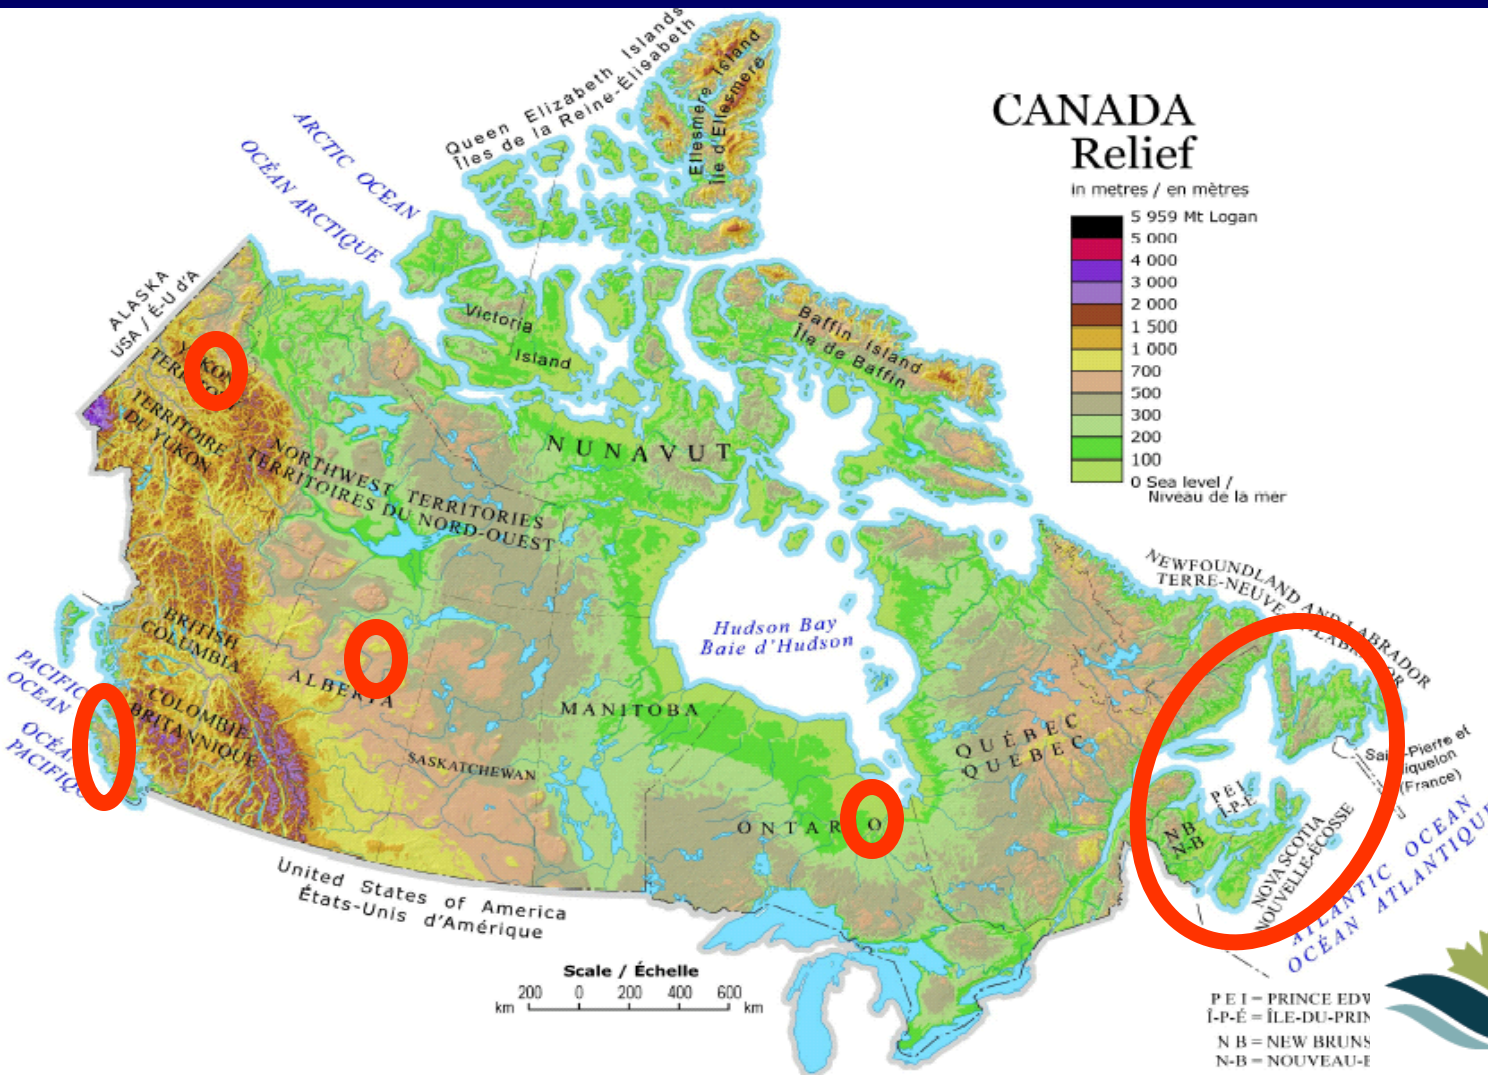 Queen Elizabeth Islands
Îles de la Reine-Élisabeth
Ellesmere Island
Île d'Ellesmere
ARCTIC OCEAN
OCÉAN ARCTIQUE
CANADA
Relief
in metres / en mètres
5 959 Mt Logan
5 000
4 000
3 000
2 000
1 500
1 000
700
500
300
200
100
0 Sea level /
Niveau de la mer
ALASKA
USA / É-U d'A
Victoria
Island
Baffin Island
Île de Baffin
YUKON
TERRITOIRE
DE YUKON
NUNAVUT
NORTHWEST TERRITORIES
TERRITOIRES DU NORD-OUEST
NEWFOUNDLAND AND LABRADOR
TERRE-NEUVE
Hudson Bay
Baie d'Hudson
BRITISH
COLUMBIA
COLOMBIE-
BRITANNIQUE
PACIFIC
OCEAN
OCÉAN
ALBERTA
SASKATCHEWAN
MANITOBA
ONTARIO
QUÉBEC
QUEBEC
P E I
Î-P-É
N B
N-B
NOVA SCOTIA
NOUVELLE-ÉCOSSE
Pierre et
(France)
ATLANTIC OCEAN
OCÉAN ATLANTIQUE
United States of America
États-Unis d'Amérique
Scale / Échelle
km 200 0 200 400 600 km
P E I = PRINCE EDW
Î-P-É = ÎLE-DU-PRIN
N B = NEW BRUNS
N-B = NOUVEAU-B